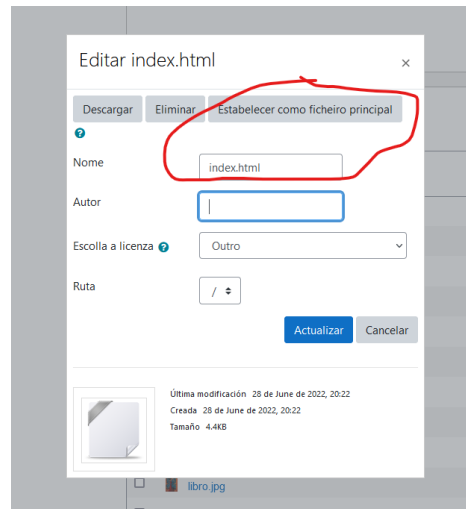 Editar index.html
×
Descargar Eliminar Estabelecer como ficheiro principal
?
Nome index.html
Autor
Escolla a licenza ? Outro
Ruta /
Actualizar Cancelar
Última modificación 28 de June de 2022, 20:22
Creada 28 de June de 2022, 20:22
Tamaño 4.4KB
libro.jpg